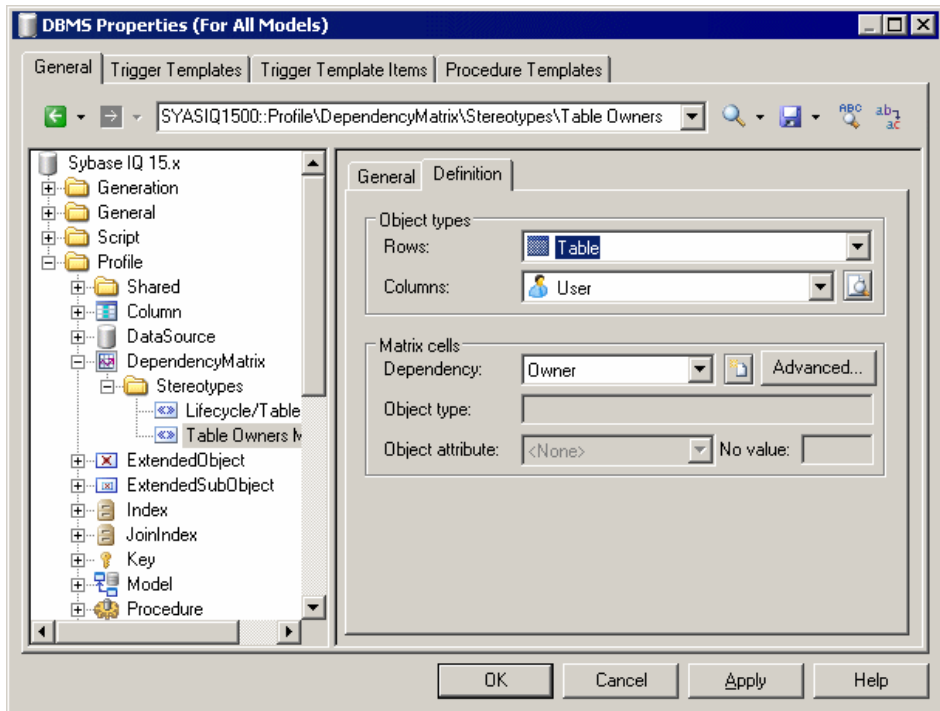 DBMS Properties (For All Models)
General Trigger Templates Trigger Template Items Procedure Templates
SYASIQ1500::Profile\DependencyMatrix\Stereotypes\Table Owners
ABC
ab
ac
Sybase IQ 15.x
Generation
General
Script
Profile
Shared
Column
DataSource
DependencyMatrix
Stereotypes
Lifecycle/Table
Table Owners M
ExtendedObject
ExtendedSubObject
Index
JoinIndex
Key
Model
Procedure
General Definition
Object types
Rows: Table
Columns: User
Matrix cells
Dependency: Owner Advanced...
Object type:
Object attribute: <None> No value:
OK Cancel Apply Help